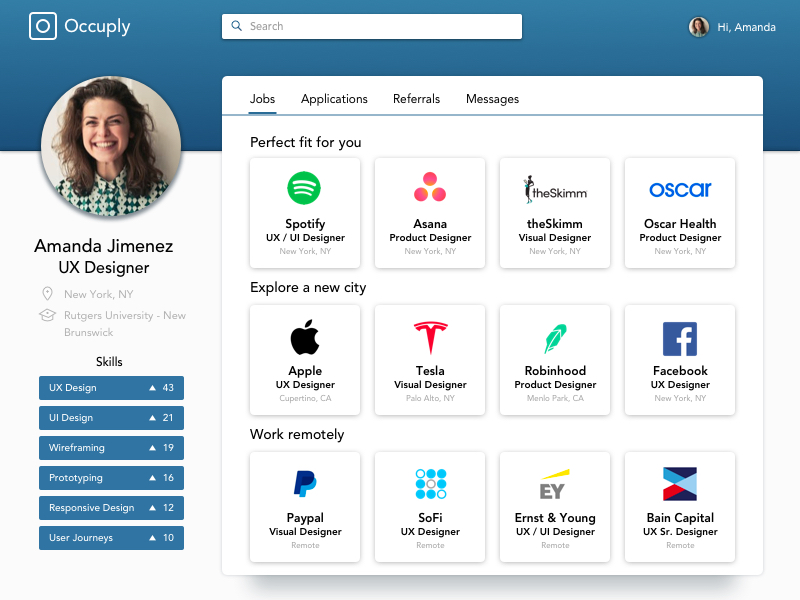 Occuply
Search
Hi, Amanda
Jobs Applications Referrals Messages
Amanda Jimenez
UX Designer
New York, NY
Rutgers University - New
Brunswick
Skills
UX Design 43
UI Design 21
Wireframing 19
Prototyping 16
Responsive Design 12
User Journeys 10
Perfect fit for you
Spotify
UX / UI Designer
New York, NY
Asana
Product Designer
New York, NY
theSkimm
theSkimm
Visual Designer
New York, NY
oscar
Oscar Health
Product Designer
New York, NY
Explore a new city
Apple
UX Designer
Cupertino, CA
Tesla
Visual Designer
Palo Alto, NY
Robinhood
Product Designer
Menlo Park, CA
Facebook
UX Designer
New York, NY
Work remotely
Paypal
Visual Designer
Remote
SoFi
UX Designer
Remote
EY
Ernst & Young
UX / UI Designer
Remote
Bain Capital
UX Sr. Designer
Remote